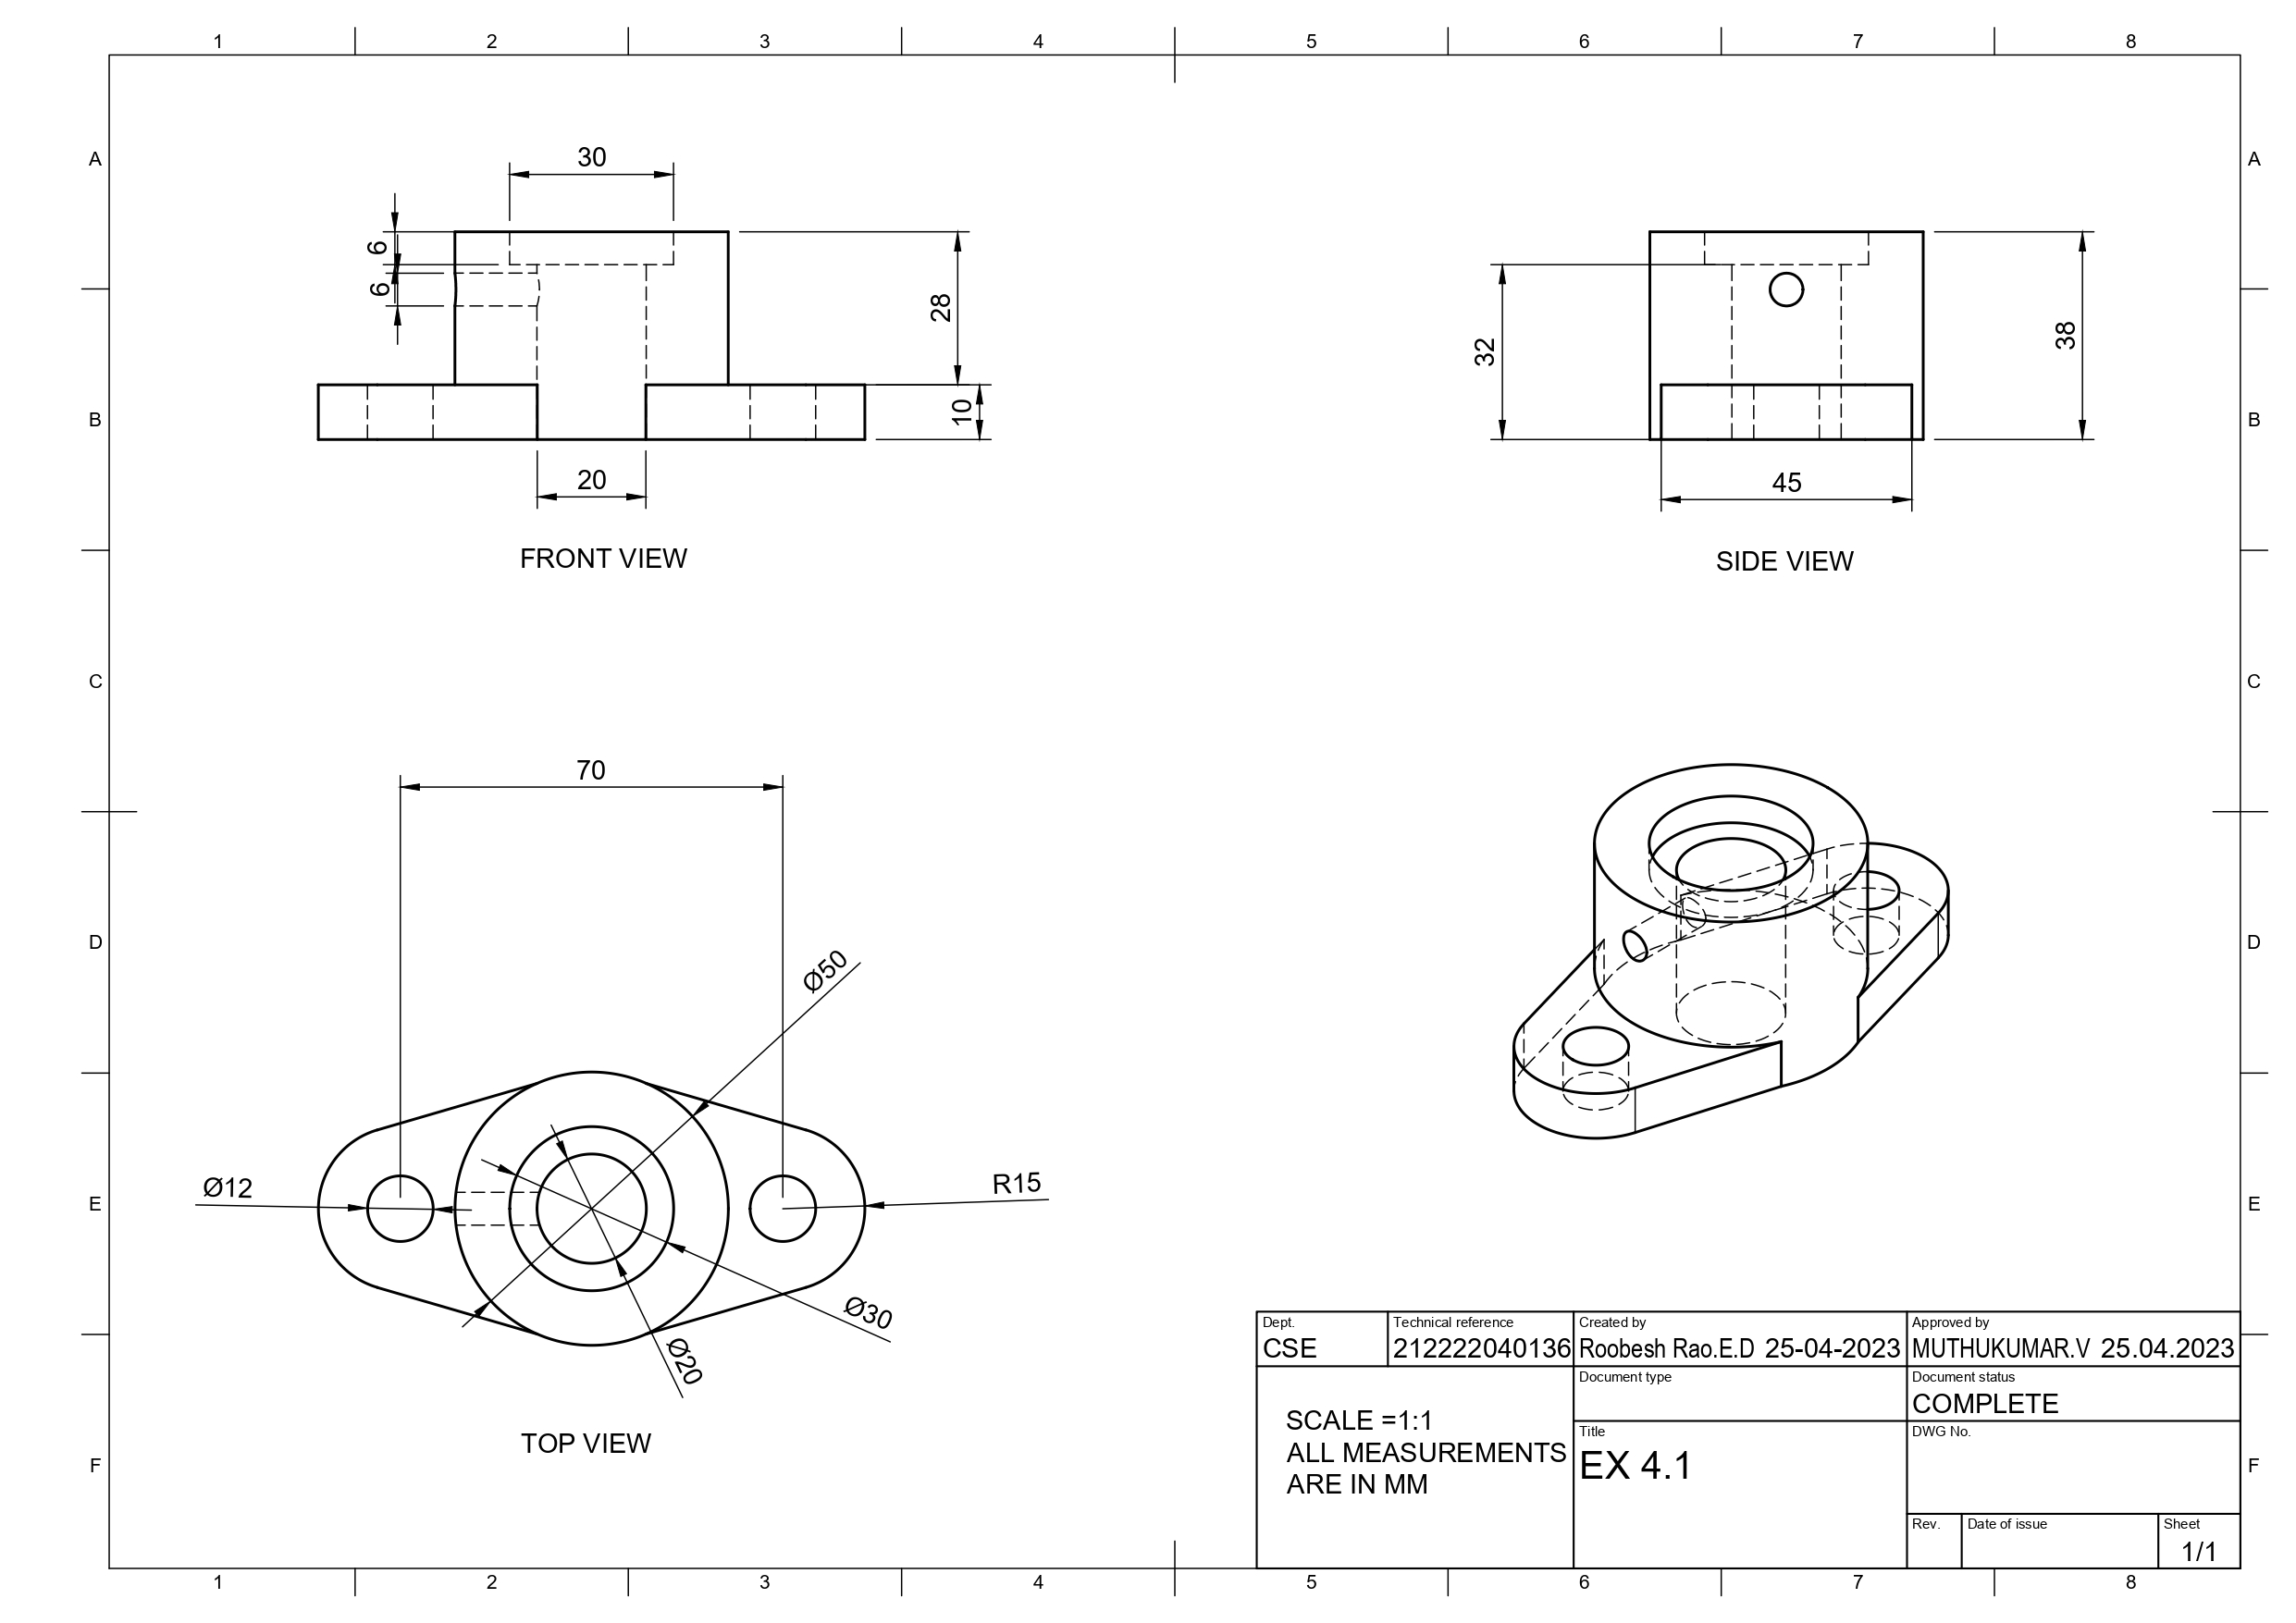 1 2 3 4 5 6 7 8
A A
30
6
6
28
32
38
B 10 B
20
45
FRONT VIEW
SIDE VIEW
C C
70
D Ø50 D
E Ø12 R15 E
Ø30
Ø20
TOP VIEW
F F
Dept. Technical reference Created by Approved by
CSE 212222040136 Roobesh Rao.E.D 25-04-2023 MUTHUKUMAR.V 25.04.2023
Document type Document status
COMPLETE
SCALE =1:1
ALL MEASUREMENTS
ARE IN MM
Title DWG No.
EX 4.1
Rev. Date of issue Sheet
1/1
1 2 3 4 5 6 7 8